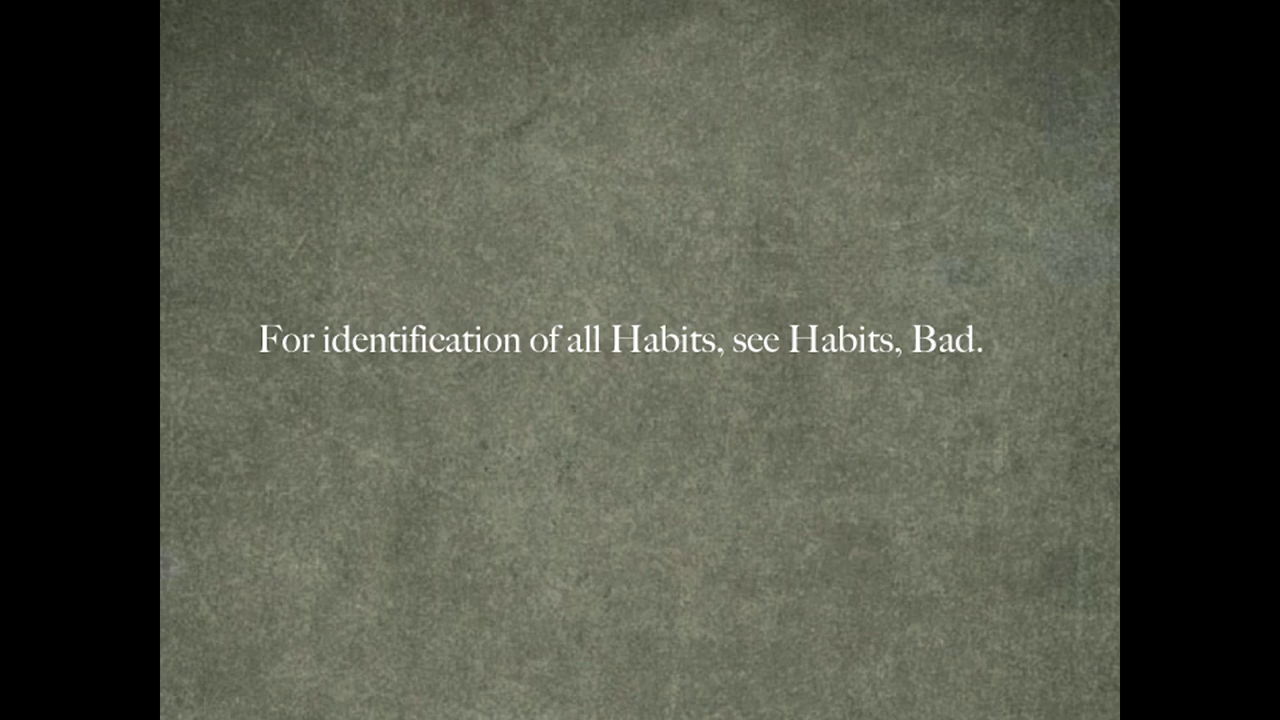 For identification of all Habits, see Habits, Bad.